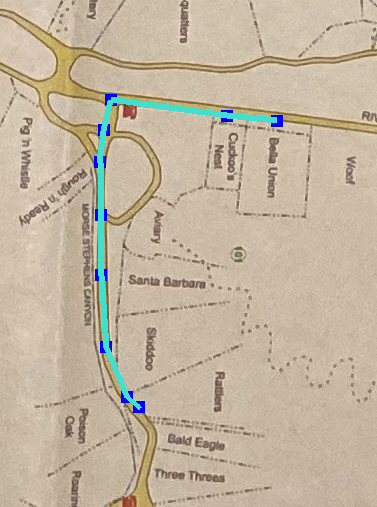 Pig 'n Whistle
Rough 'n Ready
MORSE STEPHENS CANYON
Cuckoo's
Nest
Bella Union
Woof
Aviary
101
Santa Barbara
Skiddoo
Rattlers
Poison
Oak
Bald Eagle
Three Threes